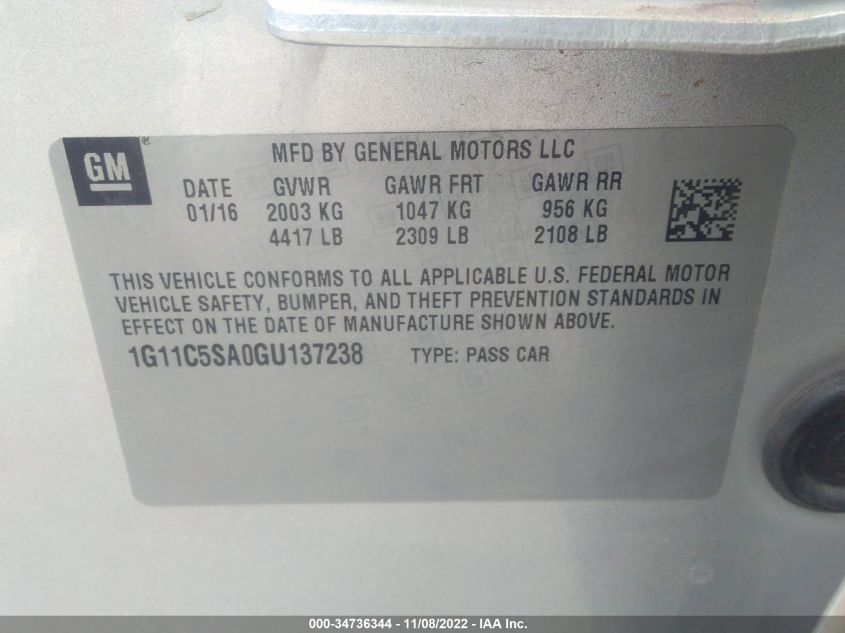 GM ®
MFD BY GENERAL MOTORS LLC
DATE GVWR GAWR FRT GAWR RR
01/16 2003 KG 1047 KG 956 KG
4417 LB 2309 LB 2108 LB
THIS VEHICLE CONFORMS TO ALL APPLICABLE U.S. FEDERAL MOTOR
VEHICLE SAFETY, BUMPER, AND THEFT PREVENTION STANDARDS IN
EFFECT ON THE DATE OF MANUFACTURE SHOWN ABOVE.
1G11C5SA0GU137238 TYPE: PASS CAR
000-34736344 - 11/08/2022 - IAA Inc.